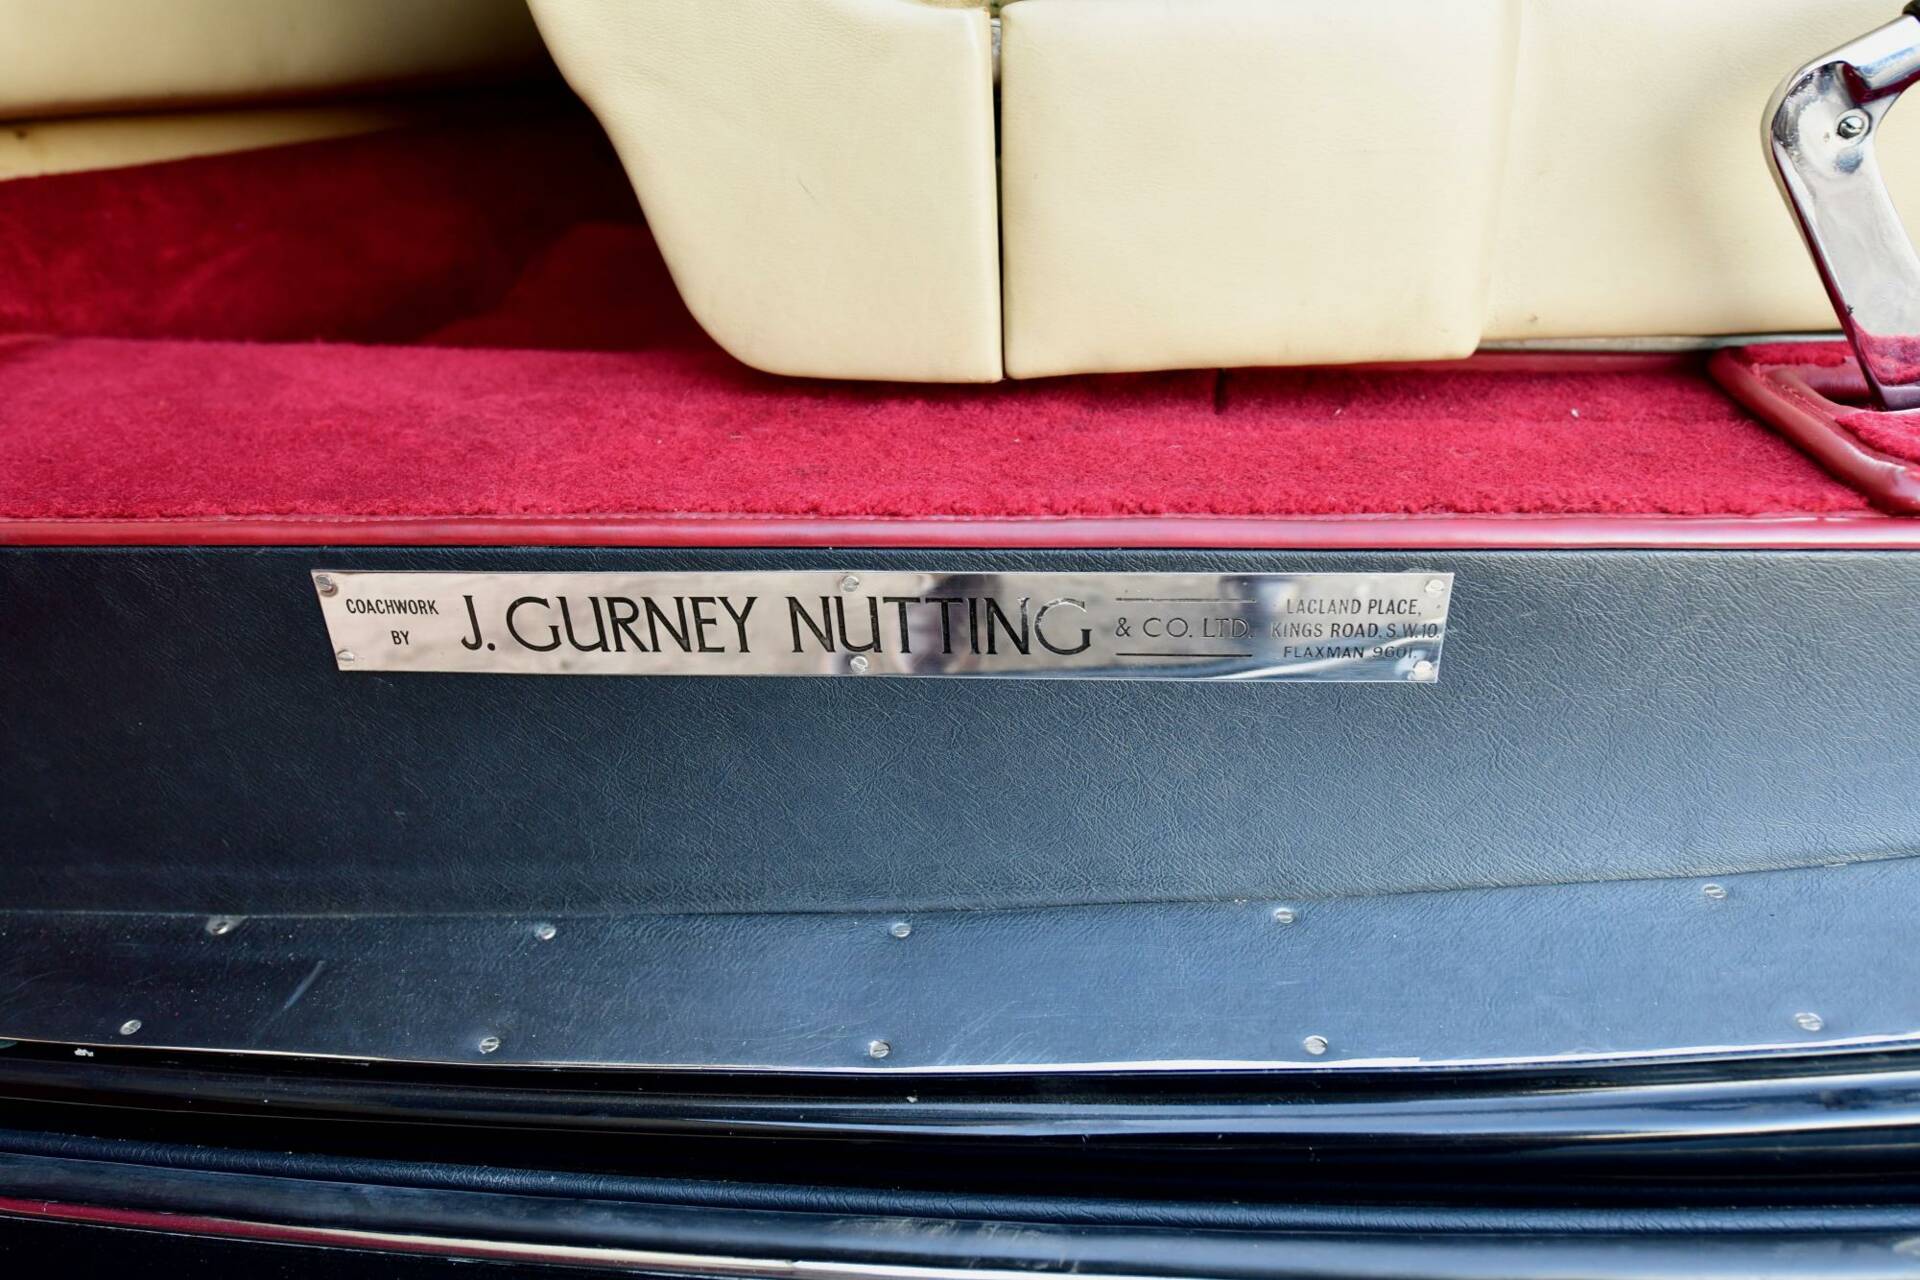 COACHWORK
BY
J. GURNEY NUTTING
& CO. LTD.
LACLAND PLACE,
KINGS ROAD. S.W.10.
FLAXMAN 9601.